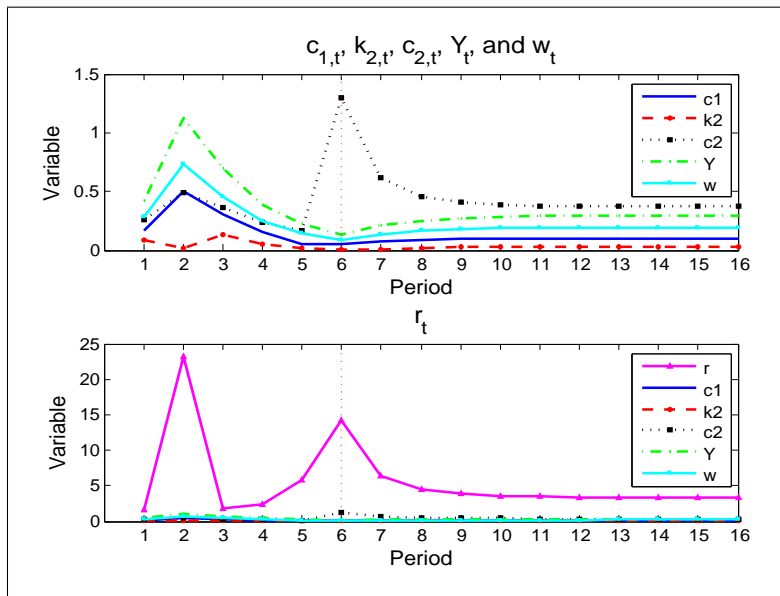 c1,t, k2,t, c2,t, Yt, and wt
1.5
1
0.5
0
Variable
1 2 3 4 5 6 7 8 9 10 11 12 13 14 15 16
Period
c1
k2
c2
Y
w
rt
25
20
15
10
5
0
Variable
1 2 3 4 5 6 7 8 9 10 11 12 13 14 15 16
Period
r
c1
k2
c2
Y
w